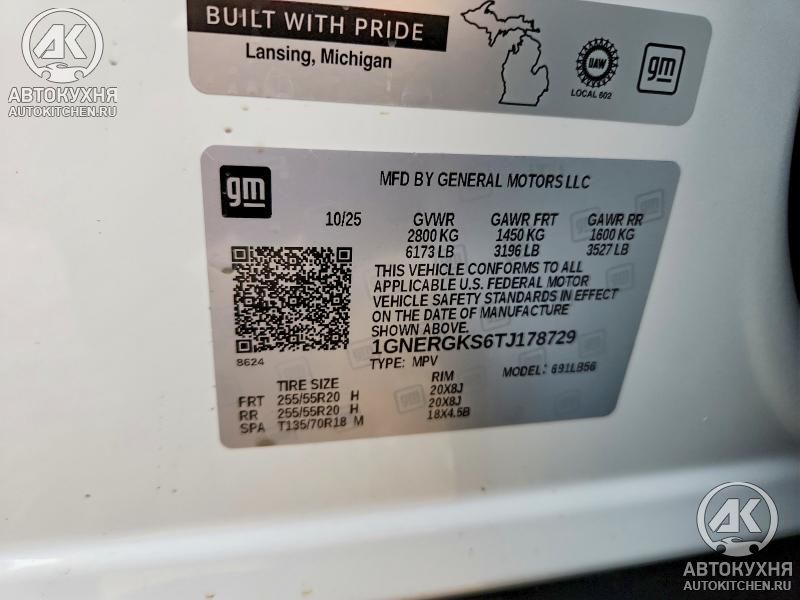 BUILT WITH PRIDE
Lansing, Michigan
UAW
LOCAL 602
gm
AK
АВТОКУХНЯ
AUTOKITCHEN.RU
gm
MFD BY GENERAL MOTORS LLC
10/25 GVWR GAWR FRT GAWR RR
2800 KG 1450 KG 1600 KG
6173 LB 3196 LB 3527 LB
THIS VEHICLE CONFORMS TO ALL
APPLICABLE U.S. FEDERAL MOTOR
VEHICLE SAFETY STANDARDS IN EFFECT
ON THE DATE OF MANUFACTURE
SHOWN ABOVE.
1GNERGKS6TJ178729
8624
TYPE: MPV MODEL: 691LB56
TIRE SIZE RIM
FRT 255/55R20 H 20X8J
RR 255/55R20 H 20X8J
SPA T135/70R18 M 18X4.5B
AK
АВТОКУХНЯ
AUTOKITCHEN.RU